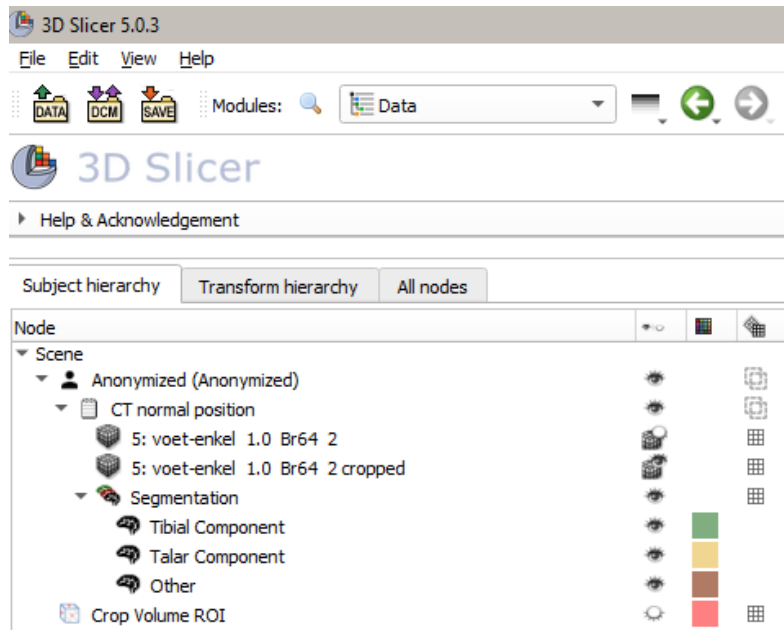 3D Slicer 5.0.3
File Edit View Help
DATA DCM SAVE Modules: Data
3D Slicer
Help & Acknowledgement
Subject hierarchy Transform hierarchy All nodes
Node
Scene
Anonymized (Anonymized)
CT normal position
5: voet-enkel 1.0 Br64 2
5: voet-enkel 1.0 Br64 2 cropped
Segmentation
Tibial Component
Talar Component
Other
Crop Volume ROI